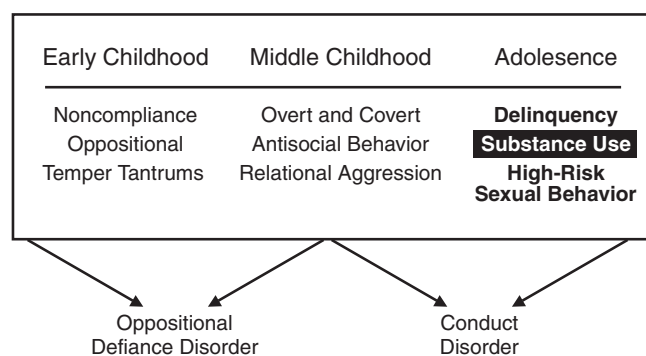 Early Childhood Middle Childhood Adolesence
Noncompliance Overt and Covert Delinquency
Oppositional Antisocial Behavior Substance Use
Temper Tantrums Relational Aggression High-Risk
Sexual Behavior
Oppositional Conduct
Defiance Disorder Disorder